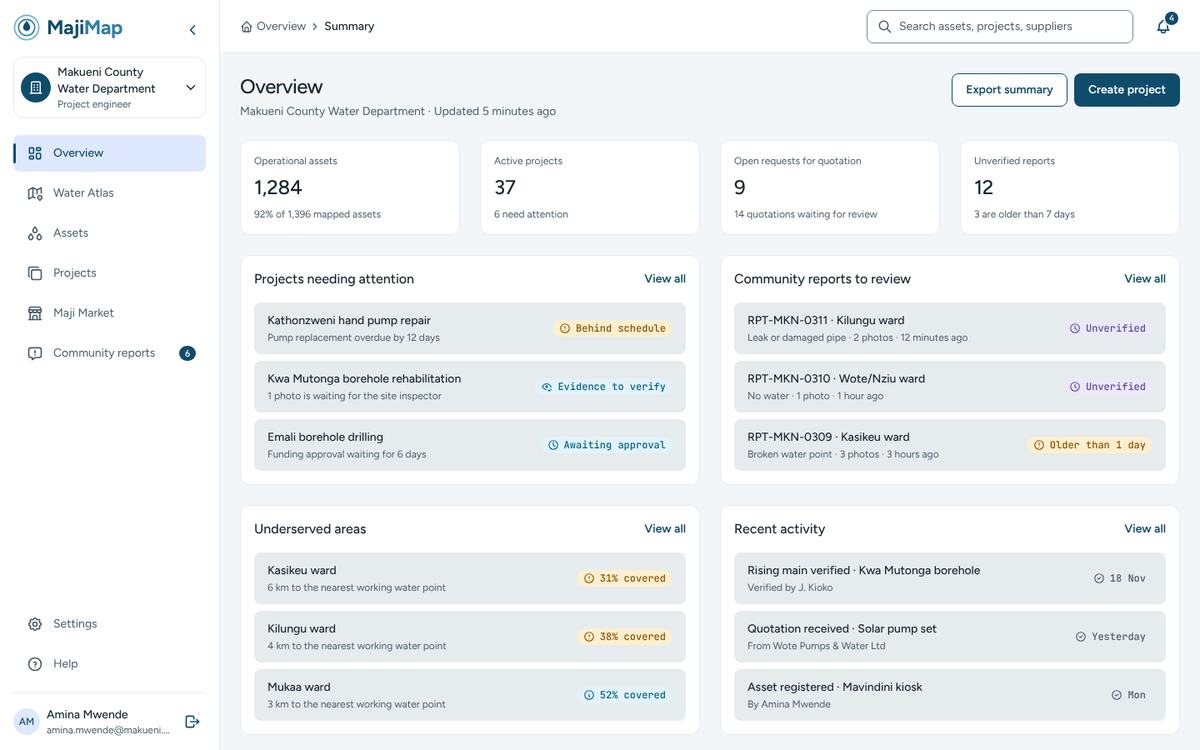 MajiMap
Makueni County
Water Department
Project engineer
Overview
Water Atlas
Assets
Projects
Maji Market
Community reports
6
Settings
Help
AM
Amina Mwende
amina.mwende@makueni....
Overview
Summary
Search assets, projects, suppliers
4
Overview
Makueni County Water Department · Updated 5 minutes ago
Export summary
Create project
Operational assets
1,284
92% of 1,396 mapped assets
Active projects
37
6 need attention
Open requests for quotation
9
14 quotations waiting for review
Unverified reports
12
3 are older than 7 days
Projects needing attention
View all
Kathonzweni hand pump repair
Pump replacement overdue by 12 days
Behind schedule
Kwa Mutonga borehole rehabilitation
1 photo is waiting for the site inspector
Evidence to verify
Emali borehole drilling
Funding approval waiting for 6 days
Awaiting approval
Community reports to review
View all
RPT-MKN-0311 · Kilungu ward
Leak or damaged pipe · 2 photos · 12 minutes ago
Unverified
RPT-MKN-0310 · Wote/Nziu ward
No water · 1 photo · 1 hour ago
Unverified
RPT-MKN-0309 · Kasikeu ward
Broken water point · 3 photos · 3 hours ago
Older than 1 day
Underserved areas
View all
Kasikeu ward
6 km to the nearest working water point
31% covered
Kilungu ward
4 km to the nearest working water point
38% covered
Mukaa ward
3 km to the nearest working water point
52% covered
Recent activity
View all
Rising main verified · Kwa Mutonga borehole
Verified by J. Kioko
18 Nov
Quotation received · Solar pump set
From Wote Pumps & Water Ltd
Yesterday
Asset registered · Mavindini kiosk
By Amina Mwende
Mon